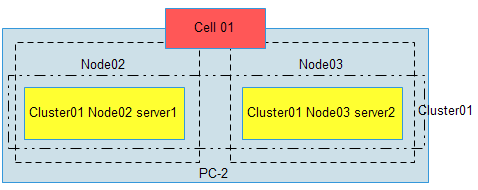 Cell 01
Node02
Node03
Cluster01 Node02 server1
Cluster01 Node03 server2
Cluster01
PC-2